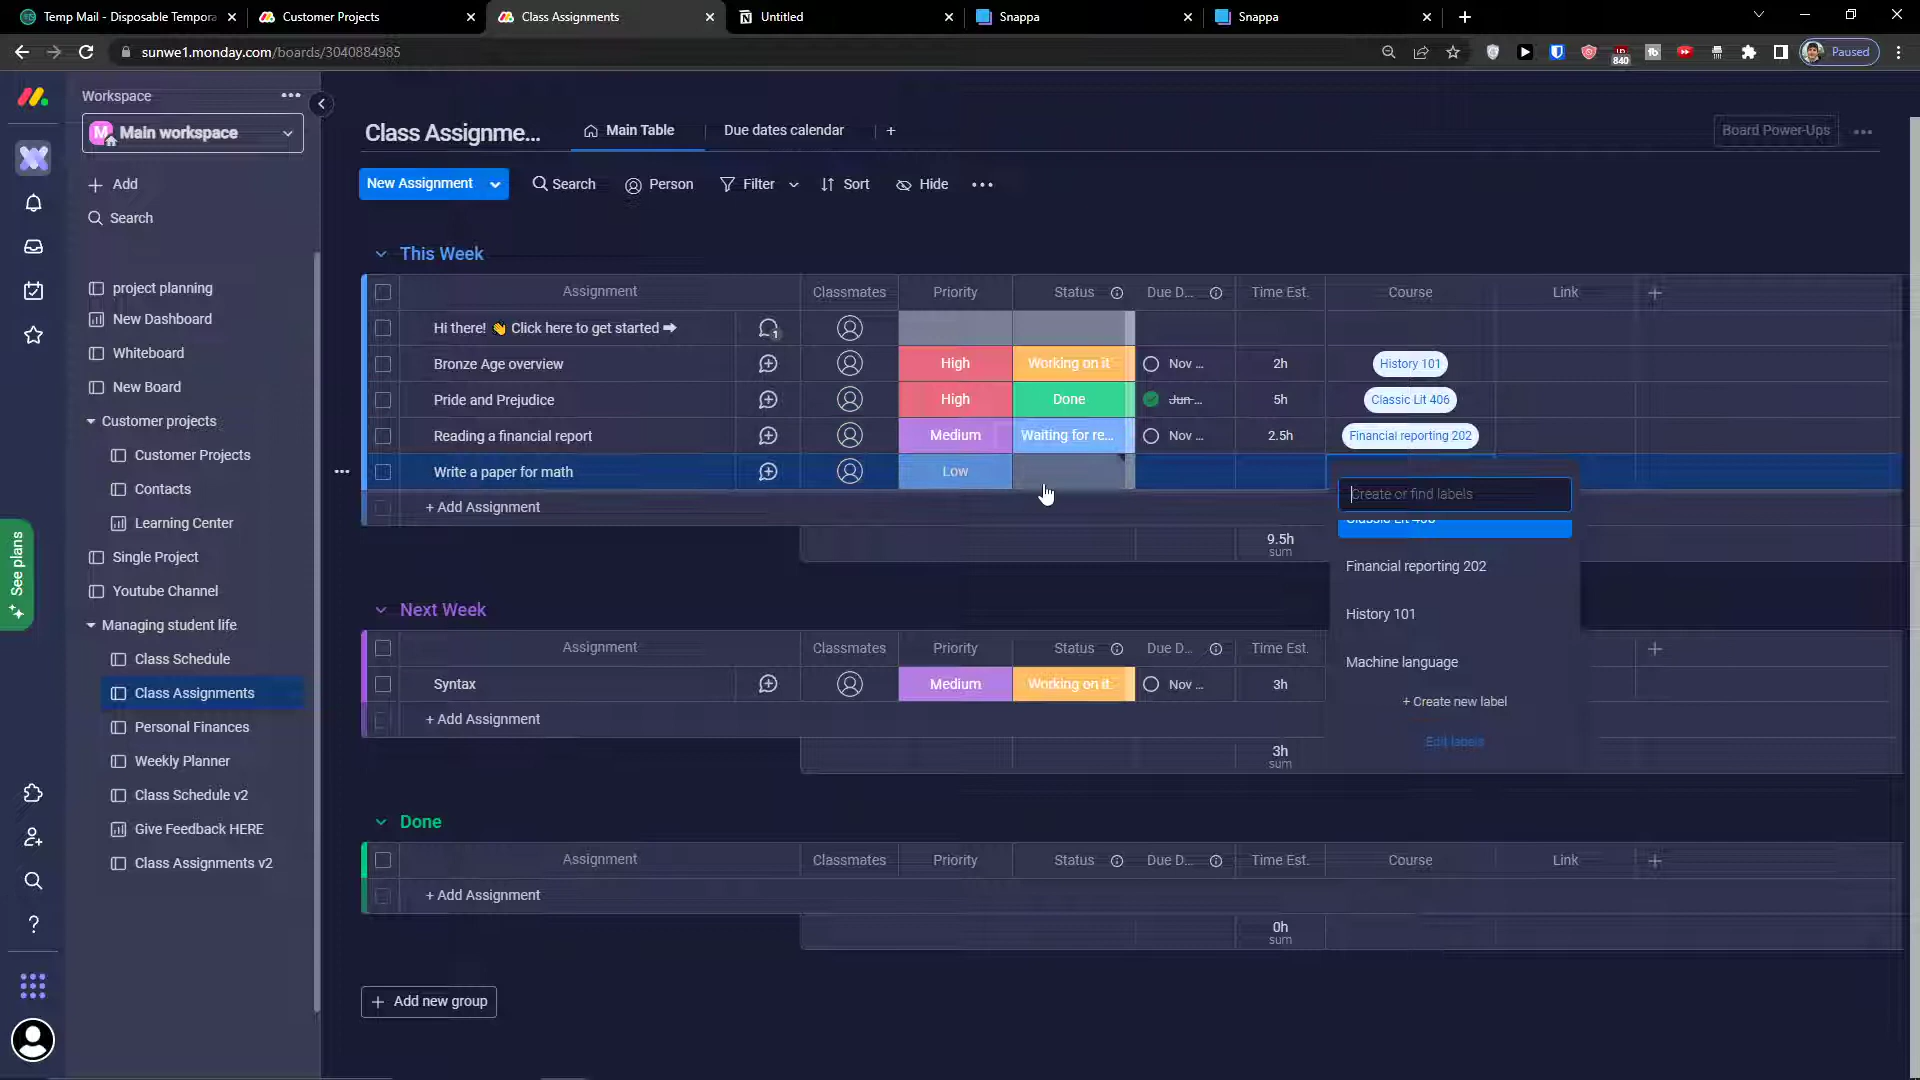 Temp Mail - Disposable Tempora
Customer Projects
Class Assignments
Untitled
Snappa
Snappa
sunwe1.monday.com/boards/3040884985
840
Paused
Workspace
M
Main workspace
Add
Search
project planning
New Dashboard
Whiteboard
New Board
Customer projects
Customer Projects
Contacts
Learning Center
Single Project
Youtube Channel
Managing student life
Class Schedule
Class Assignments
Personal Finances
Weekly Planner
Class Schedule v2
Give Feedback HERE
Class Assignments v2
See plans
Class Assignme...
Main Table
Due dates calendar
Board Power-Ups
New Assignment
Search
Person
Filter
Sort
Hide
This Week
Assignment Classmates Priority Status Due D... Time Est. Course Link
Hi there! 👋 Click here to get started ➡ 1
Bronze Age overview High Working on it Nov ... 2h History 101
Pride and Prejudice High Done Jun ... 5h Classic Lit 406
Reading a financial report Medium Waiting for re... Nov ... 2.5h Financial reporting 202
Write a paper for math Low
+ Add Assignment
9.5h
sum
Create or find labels
Classic Lit 406
Financial reporting 202
History 101
Machine language
+ Create new label
Edit labels
Next Week
Assignment Classmates Priority Status Due D... Time Est.
Syntax Medium Working on it Nov ... 3h
+ Add Assignment
3h
sum
Done
Assignment Classmates Priority Status Due D... Time Est. Course Link
+ Add Assignment
0h
sum
Add new group